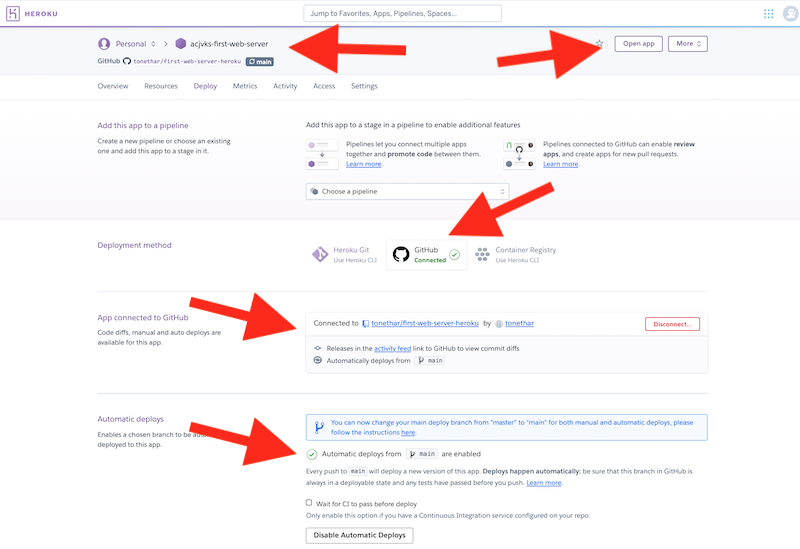 HEROKU
Jump to Favorites, Apps, Pipelines, Spaces...
Personal acjvks-first-web-server
Open app More
GitHub tonethar/first-web-server-heroku main
Overview Resources Deploy Metrics Activity Access Settings
Add this app to a pipeline
Create a new pipeline or choose an existing
one and add this app to a stage in it.
Add this app to a stage in a pipeline to enable additional features
Pipelines let you connect multiple apps
together and promote code between them.
Learn more.
Pipelines connected to GitHub can enable review
apps, and create apps for new pull requests.
Learn more.
Choose a pipeline
Deployment method
Heroku Git
Use Heroku CLI
GitHub
Connected
Container Registry
Use Heroku CLI
App connected to GitHub
Code diffs, manual and auto deploys are
available for this app.
Connected to tonethar/first-web-server-heroku by tonethar
Disconnect...
Releases in the activity feed link to GitHub to view commit diffs
Automatically deploys from main
Automatic deploys
Enables a chosen branch to be
deployed to this app.
You can now change your main deploy branch from "master" to "main" for both manual and automatic deploys, please
follow the instructions here.
Automatic deploys from main are enabled
Every push to main will deploy a new version of this app. Deploys happen automatically: be sure that this branch in GitHub is
always in a deployable state and any tests have passed before you push. Learn more.
Wait for CI to pass before deploy
Only enable this option if you have a Continuous Integration service configured on your repo.
Disable Automatic Deploys